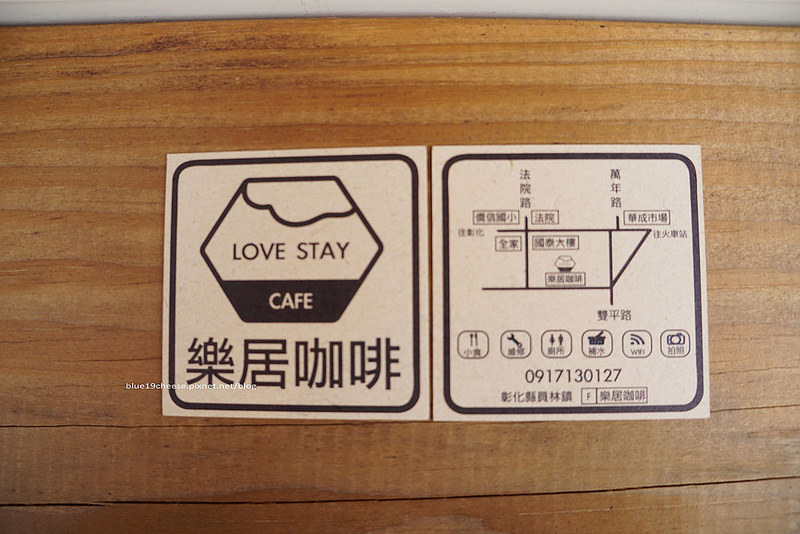 LOVE STAY
CAFE
樂居咖啡
blue19cheese.pixnet.net/blog
法院路
萬年路
僑信國小
法院
華成市場
往彰化
往火車站
全家
國泰大樓
樂居咖啡
雙平路
小食
維修
廁所
補水
WIFI
拍照
0917130127
彰化縣員林鎮 F 樂居咖啡